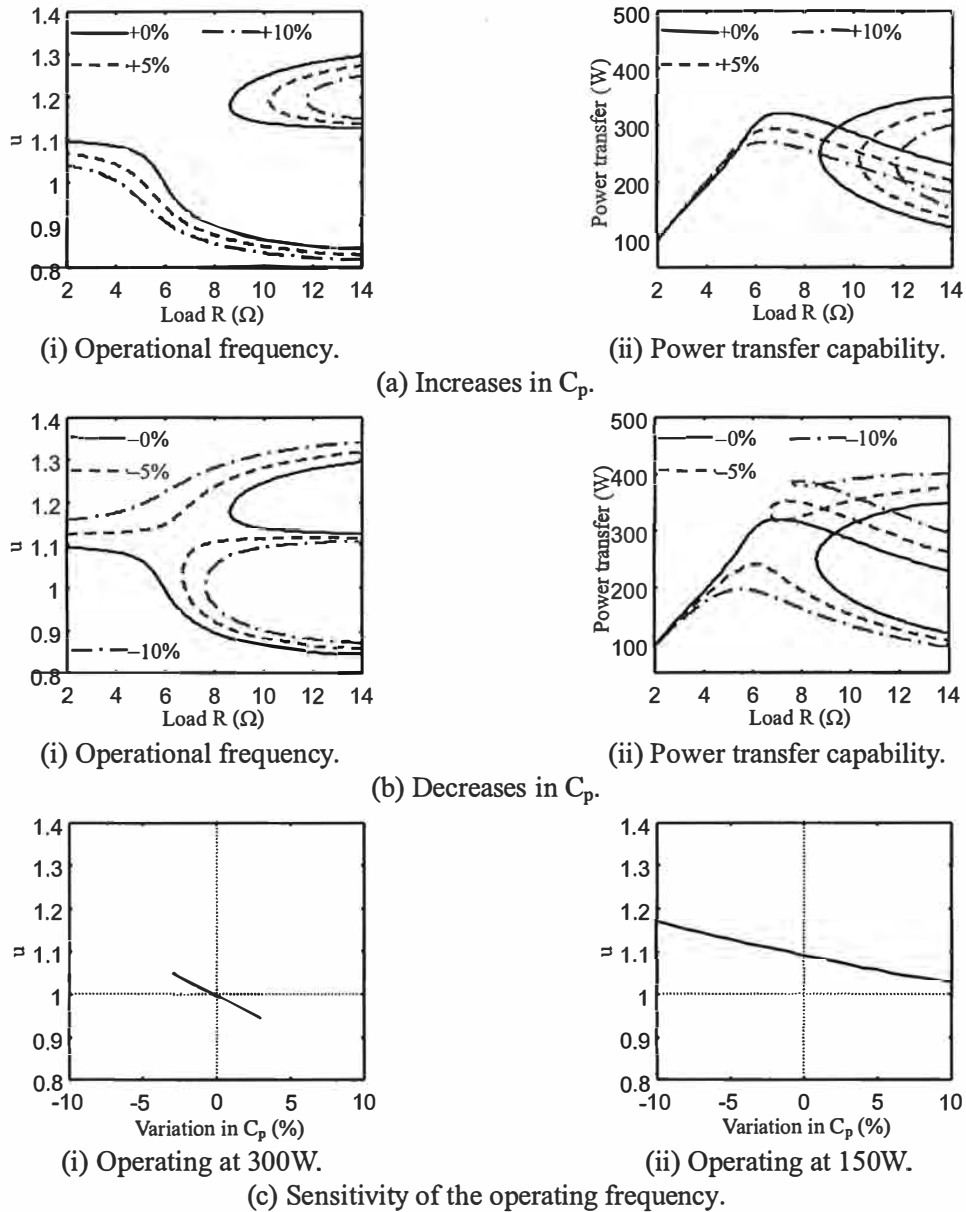 1.4
1.3
1.2
1.1
1
0.9
0.8
u
+0%
+10%
+5%
2 4 6 8 10 12 14
Load R (Ω)
(i) Operational frequency.
500
400
300
200
100
Power transfer (W)
+0%
+10%
+5%
2 4 6 8 10 12 14
Load R (Ω)
(ii) Power transfer capability.
(a) Increases in Cp.
1.4
1.3
1.2
1.1
1
0.9
0.8
u
–0%
–5%
–10%
2 4 6 8 10 12 14
Load R (Ω)
(i) Operational frequency.
500
400
300
200
100
Power transfer (W)
–0%
–10%
–5%
2 4 6 8 10 12 14
Load R (Ω)
(ii) Power transfer capability.
(b) Decreases in Cp.
1.4
1.3
1.2
1.1
1
0.9
0.8
u
-10 -5 0 5 10
Variation in Cp (%)
(i) Operating at 300W.
1.4
1.3
1.2
1.1
1
0.9
0.8
u
-10 -5 0 5 10
Variation in Cp (%)
(ii) Operating at 150W.
(c) Sensitivity of the operating frequency.